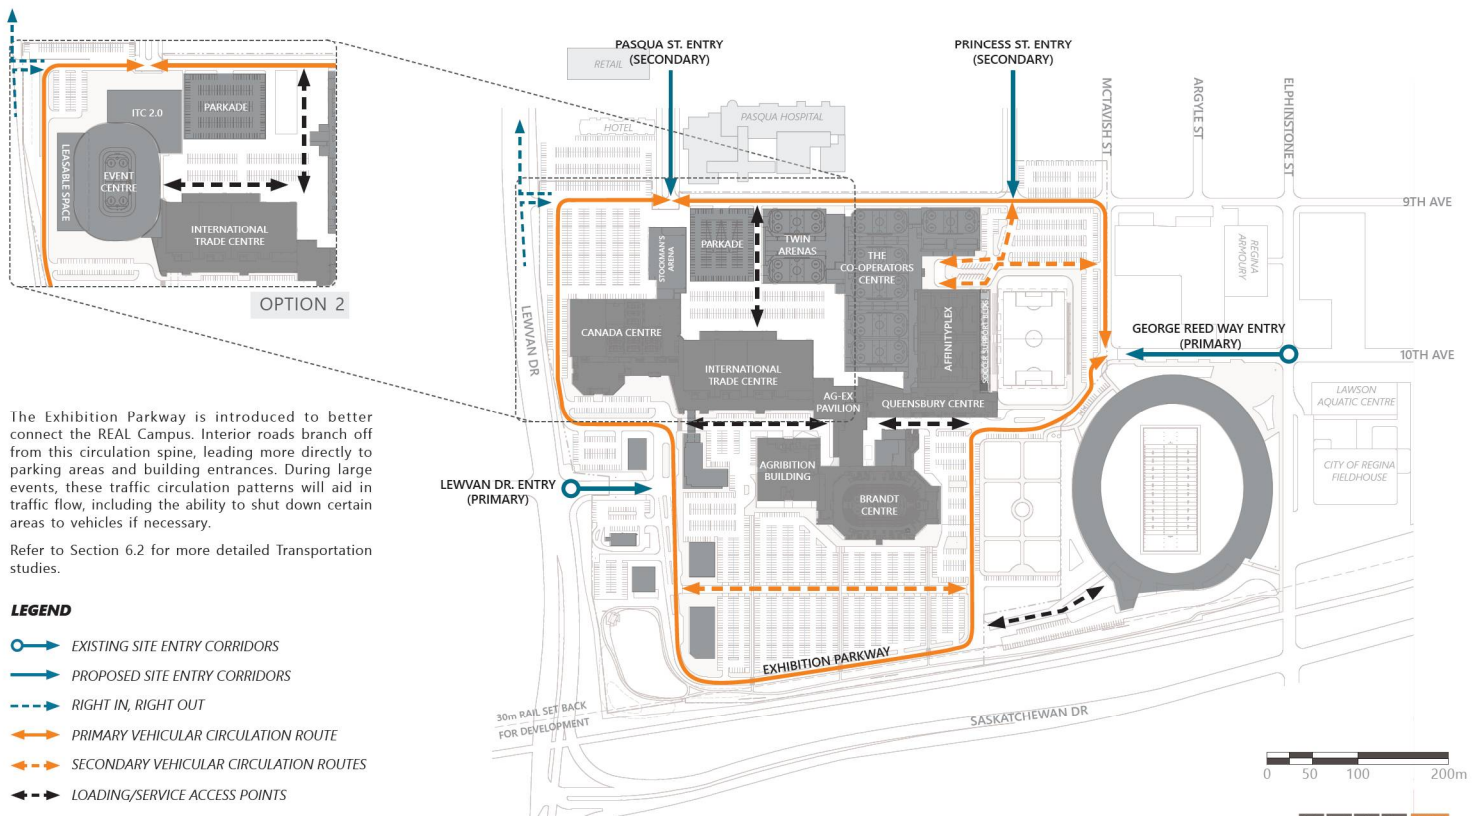 PASQUA ST. ENTRY
(SECONDARY)
PRINCESS ST. ENTRY
(SECONDARY)
RETAIL
HOTEL
PASQUA HOSPITAL
MCTAVISH ST
ARGYLE ST
ELPHINSTONE ST
9TH AVE
ITC 2.0
PARKADE
LEASABLE SPACE
EVENT
CENTRE
INTERNATIONAL
TRADE CENTRE
OPTION 2
STOCKMAN'S
ARENA
PARKADE
TWIN
ARENAS
THE
CO-OPERATORS
CENTRE
REGINA
ARMOURY
LEWVAN DR
CANADA CENTRE
INTERNATIONAL
TRADE CENTRE
AFFINITYPLEX
SOCCER SUPPORT BLDG
GEORGE REED WAY ENTRY
(PRIMARY)
10TH AVE
AG-EX
PAVILION
QUEENSBURY CENTRE
LAWSON
AQUATIC CENTRE
AGRIBITION
BUILDING
BRANDT
CENTRE
CITY OF REGINA
FIELDHOUSE
LEWVAN DR. ENTRY
(PRIMARY)
EXHIBITION PARKWAY
30m RAIL SET BACK
FOR DEVELOPMENT
SASKATCHEWAN DR
The Exhibition Parkway is introduced to better
connect the REAL Campus. Interior roads branch off
from this circulation spine, leading more directly to
parking areas and building entrances. During large
events, these traffic circulation patterns will aid in
traffic flow, including the ability to shut down certain
areas to vehicles if necessary.
Refer to Section 6.2 for more detailed Transportation
studies.
LEGEND
EXISTING SITE ENTRY CORRIDORS
PROPOSED SITE ENTRY CORRIDORS
RIGHT IN, RIGHT OUT
PRIMARY VEHICULAR CIRCULATION ROUTE
SECONDARY VEHICULAR CIRCULATION ROUTES
LOADING/SERVICE ACCESS POINTS
0 50 100 200m